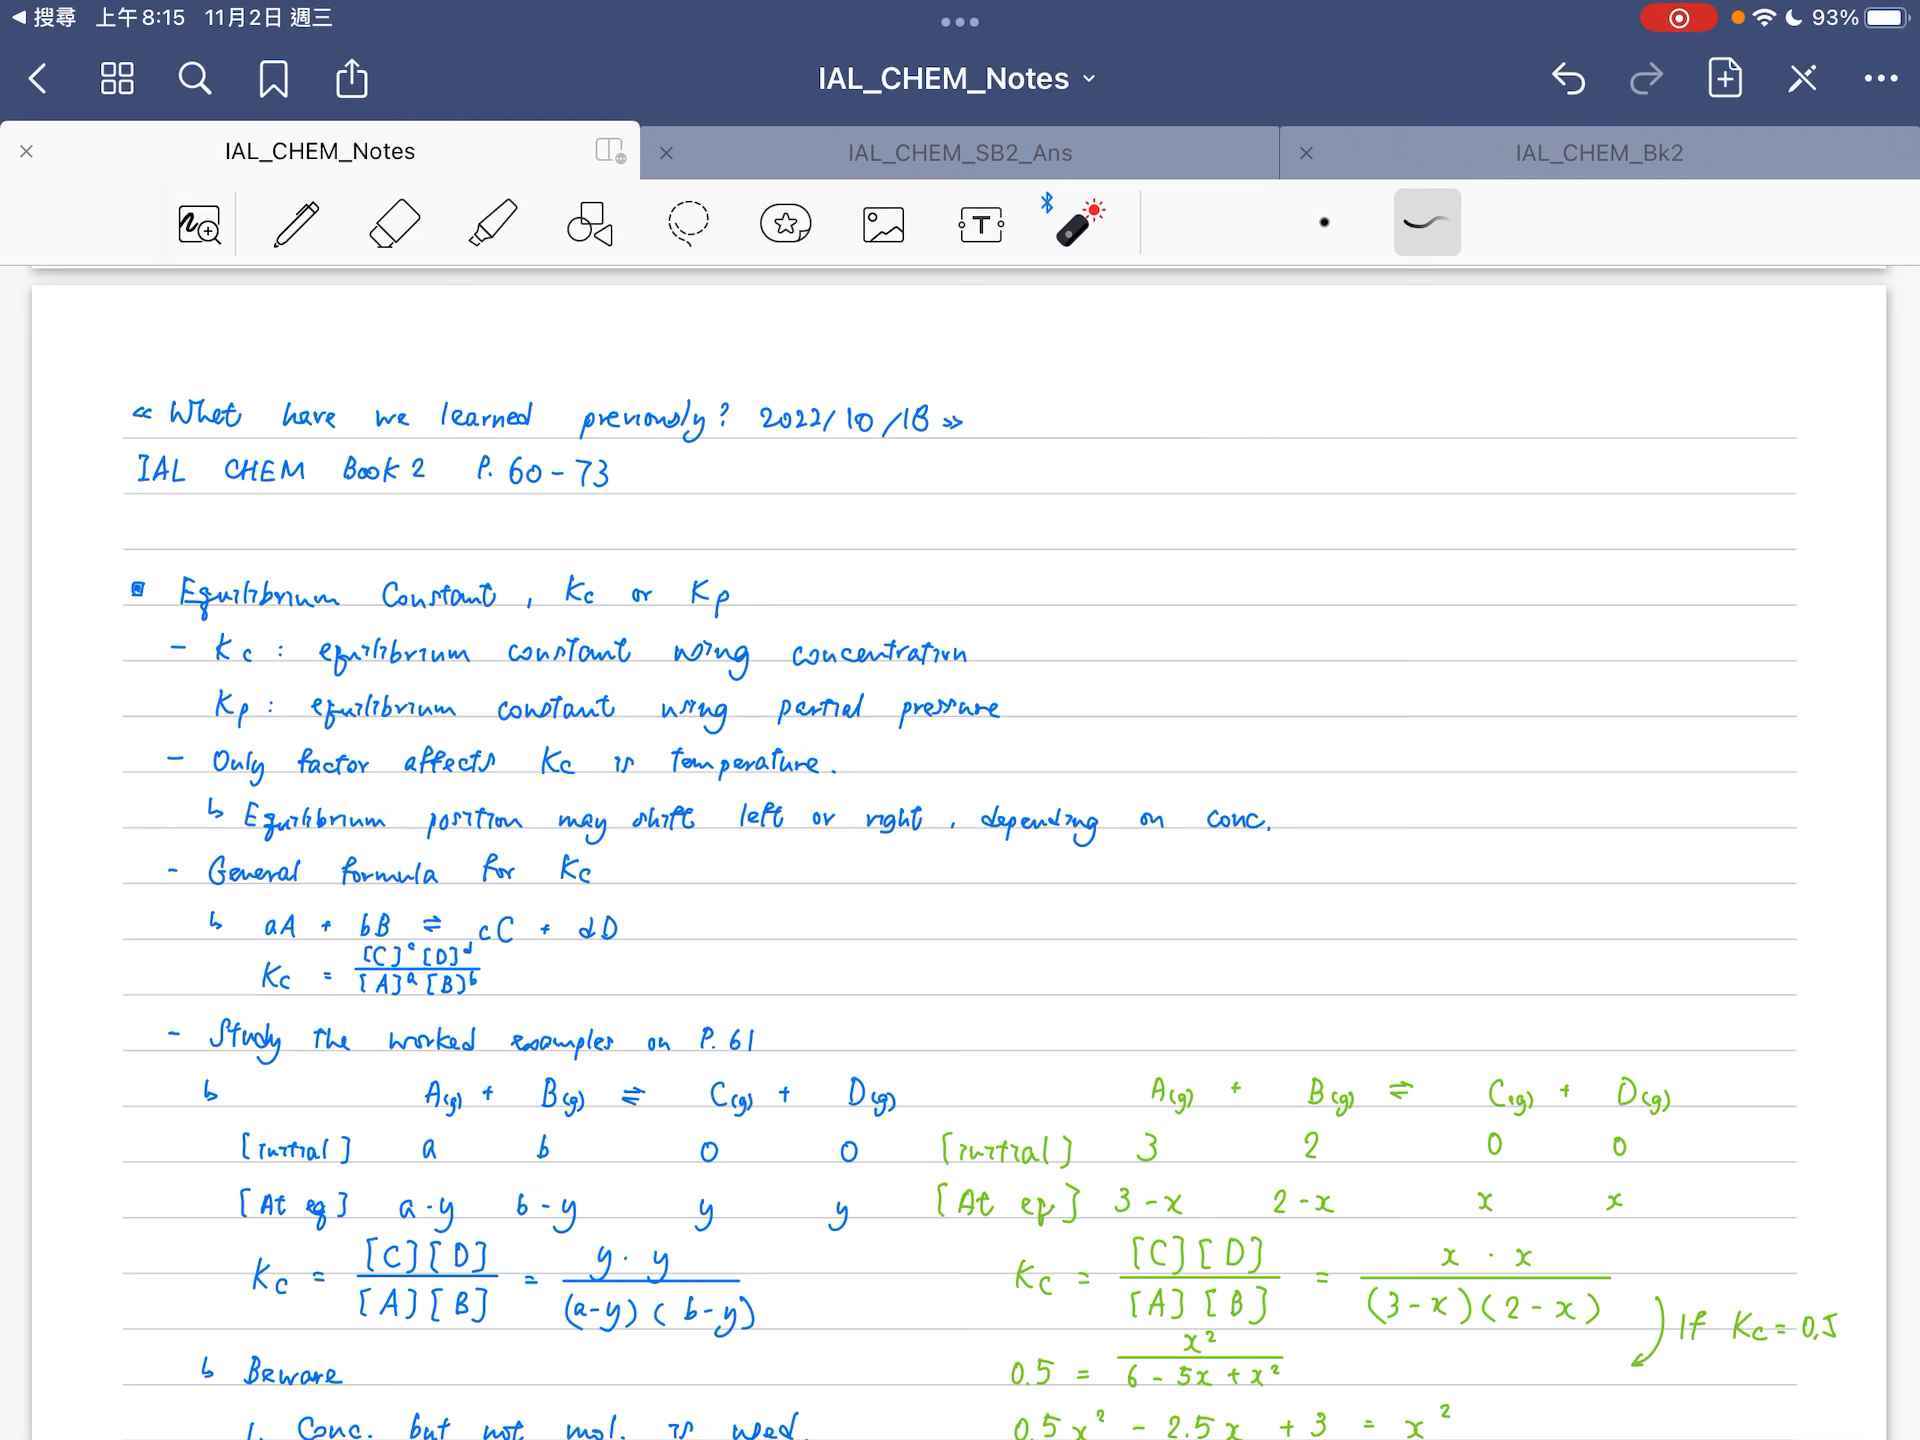 搜尋 上午8:15 11月2日 週三
93%
IAL_CHEM_Notes
IAL_CHEM_Notes
IAL_CHEM_SB2_Ans
IAL_CHEM_Bk2
« What have we learned previously? 2022/10/18 »
IAL CHEM Book 2 P. 60 - 73
Equilibrium Constant, Kc or Kp
- Kc : equilibrium constant using concentration
Kp : equilibrium constant using partial pressure
- Only factor affects Kc is temperature.
↳ Equilibrium position may shift left or right, depending on conc.
- General formula for Kc
↳ aA + bB ⇌ cC + dD
Kc = [C]^c [D]^d / [A]^a [B]^b
- Study the worked examples on P. 61
↳ A(g) + B(g) ⇌ C(g) + D(g)
[initial] a b 0 0
[At eq] a-y b-y y y
Kc = [C][D] / [A][B] = y · y / (a-y)(b-y)
↳ Beware
1. Conc. but not mol. is used.
A(g) + B(g) ⇌ C(g) + D(g)
[initial] 3 2 0 0
[At eq.] 3-x 2-x x x
Kc = [C][D] / [A][B] = x · x / (3-x)(2-x)
If Kc = 0.5
0.5 = x² / 6 - 5x + x²
0.5x² - 2.5x + 3 = x²